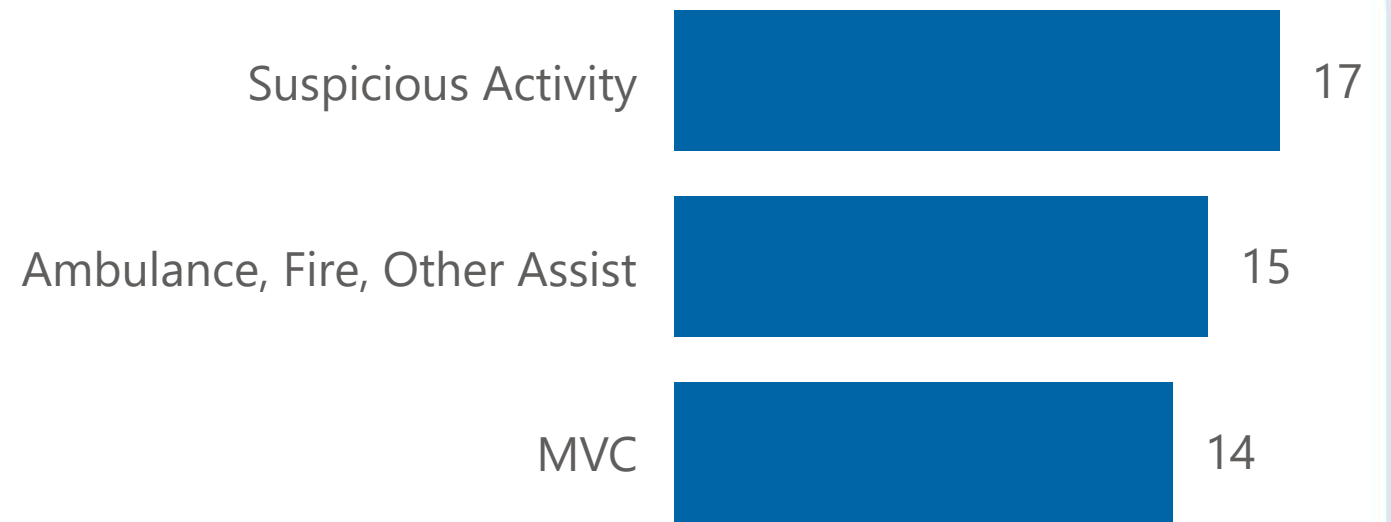 Suspicious Activity 17
Ambulance, Fire, Other Assist 15
MVC 14